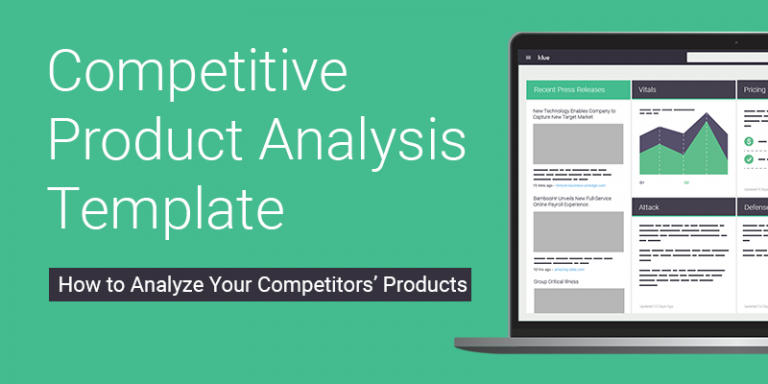 Competitive
Product Analysis
Template
How to Analyze Your Competitors' Products
klue
Recent Press Releases
New Technology Enables Company to
Capture New Target Market
BambooHr Unveils New Full-Service
Online Payroll Experience.
Group Critical Illness
Vitals
Pricing
Attack
Defense